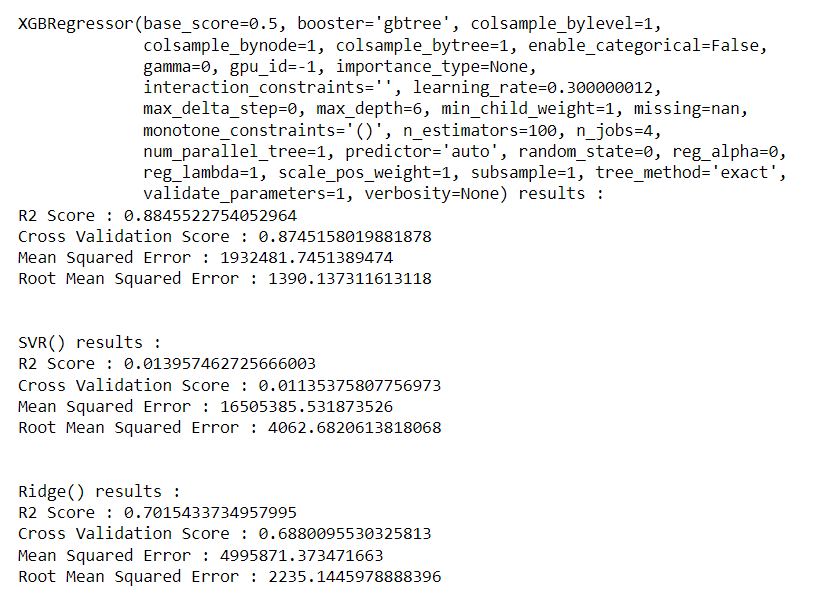 XGBRegressor(base_score=0.5, booster='gbtree', colsample_bylevel=1,
             colsample_bynode=1, colsample_bytree=1, enable_categorical=False,
             gamma=0, gpu_id=-1, importance_type=None,
             interaction_constraints='', learning_rate=0.300000012,
             max_delta_step=0, max_depth=6, min_child_weight=1, missing=nan,
             monotone_constraints='()', n_estimators=100, n_jobs=4,
             num_parallel_tree=1, predictor='auto', random_state=0, reg_alpha=0,
             reg_lambda=1, scale_pos_weight=1, subsample=1, tree_method='exact',
             validate_parameters=1, verbosity=None) results :
R2 Score : 0.8845522754052964
Cross Validation Score : 0.8745158019881878
Mean Squared Error : 1932481.7451389474
Root Mean Squared Error : 1390.137311613118
SVR() results :
R2 Score : 0.013957462725666003
Cross Validation Score : 0.01135375807756973
Mean Squared Error : 16505385.531873526
Root Mean Squared Error : 4062.6820613818068
Ridge() results :
R2 Score : 0.7015433734957995
Cross Validation Score : 0.6880095530325813
Mean Squared Error : 4995871.373471663
Root Mean Squared Error : 2235.1445978888396